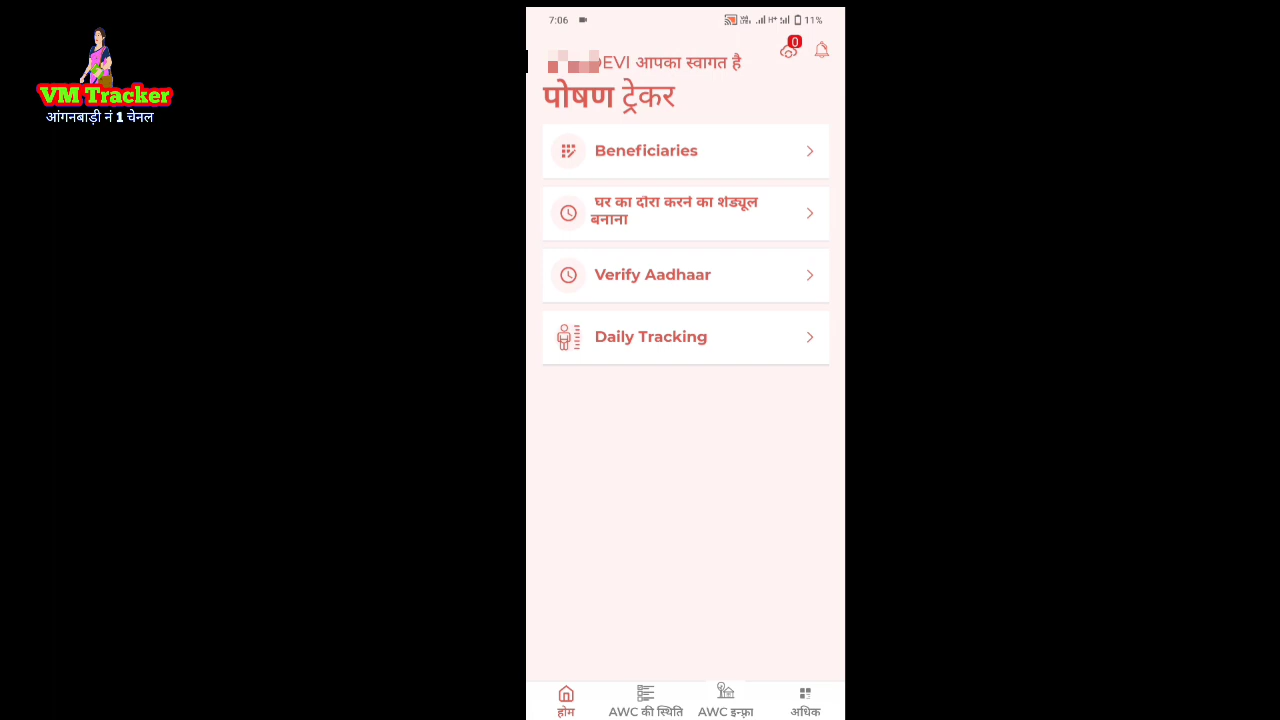 VM Tracker
आंगनबाड़ी नं 1 चेनल
7:06
11%
0
DEVI आपका स्वागत है
पोषण ट्रेकर
Beneficiaries
घर का दौरा करने का शेड्यूल
बनाना
Verify Aadhaar
Daily Tracking
होम
AWC की स्थिति
AWC इन्फ्रा
अधिक